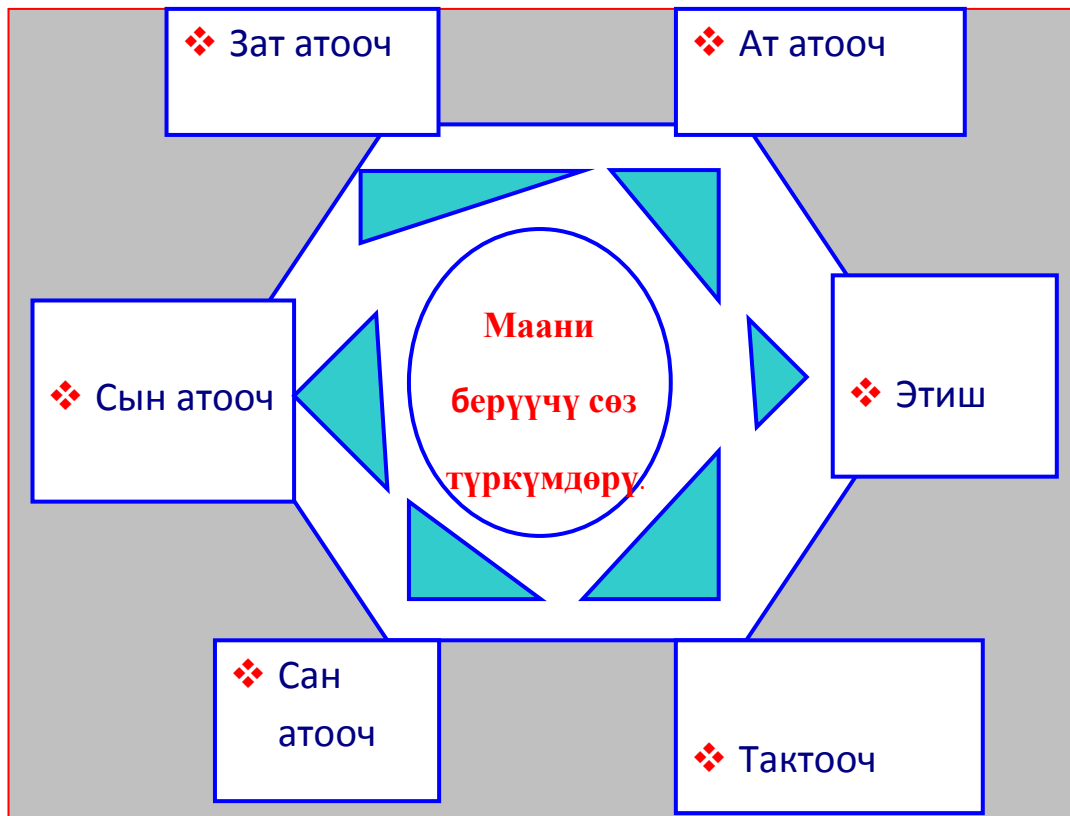 Зат атооч
Ат атооч
Маани
берүүчү сөз
түркүмдөрү.
Сын атооч
Этиш
Сан
атооч
Тактооч